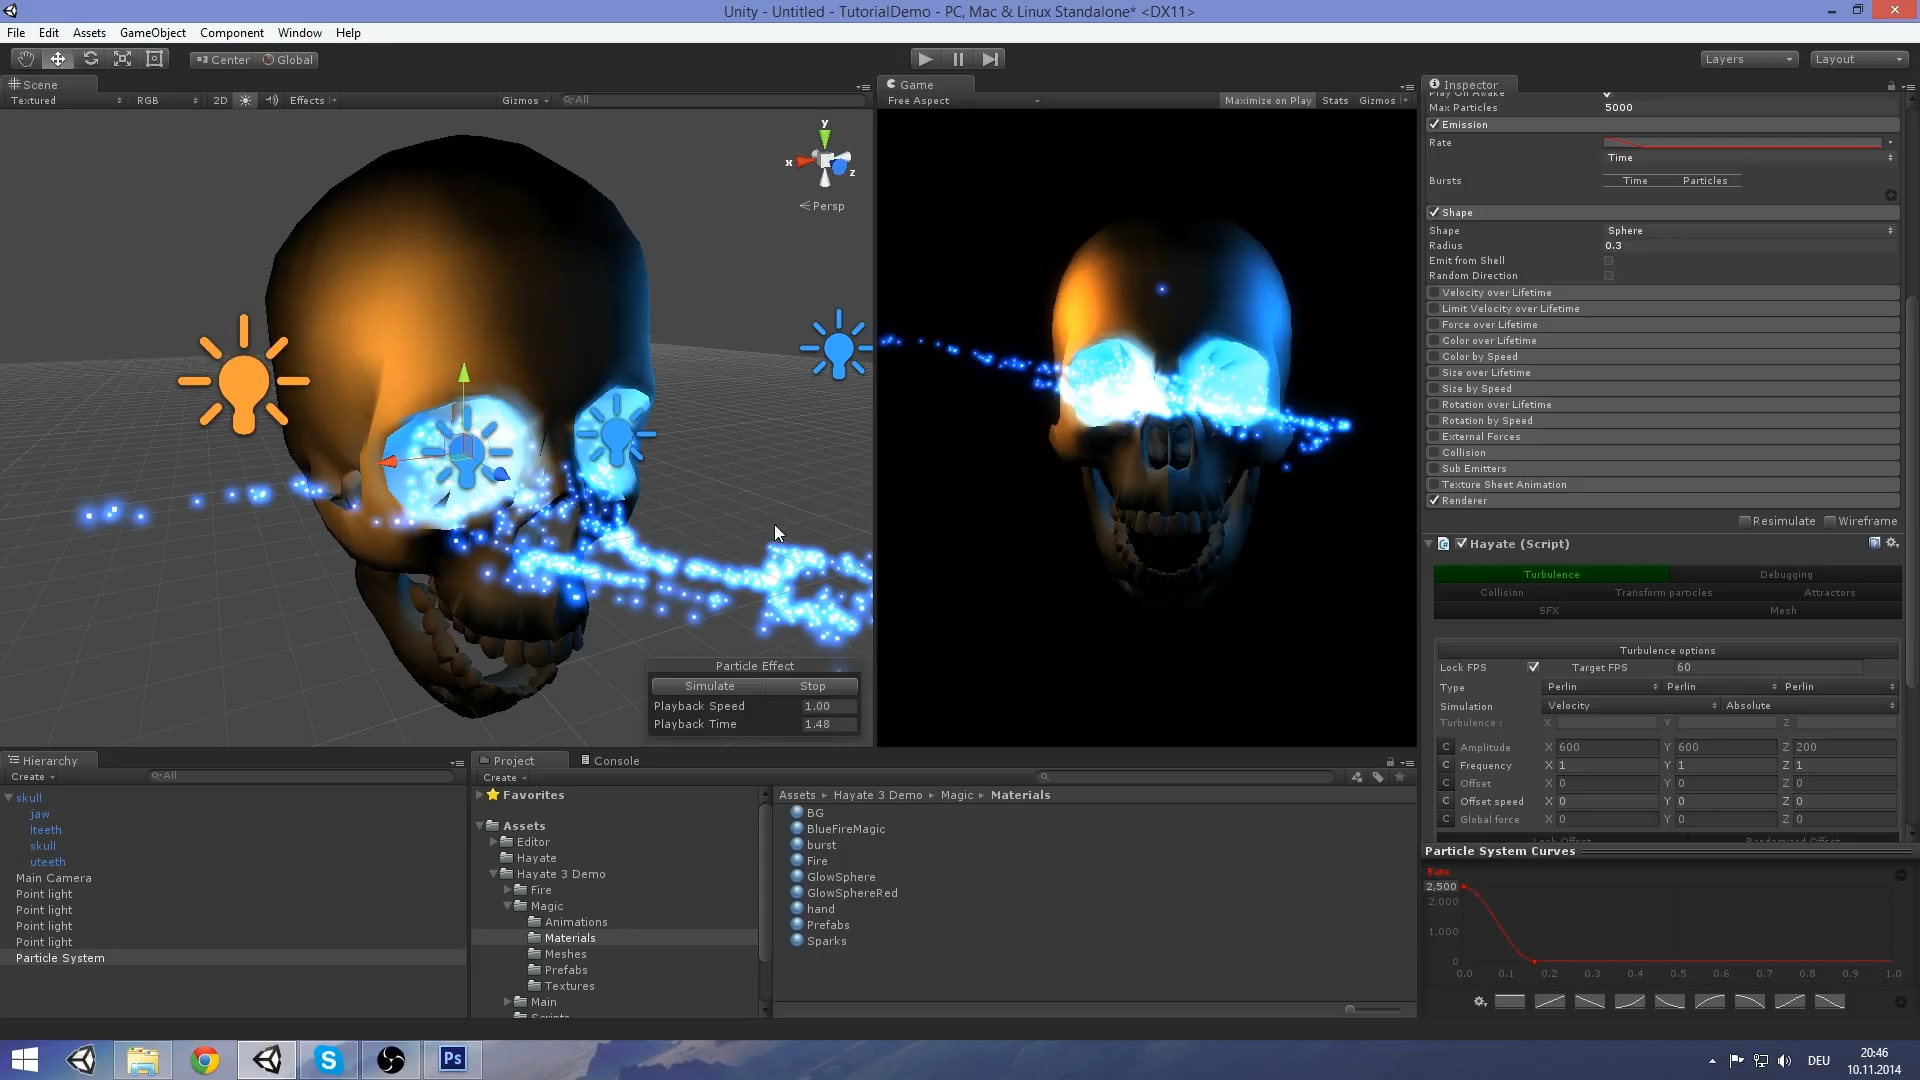 Unity - Untitled - TutorialDemo - PC, Mac & Linux Standalone* <DX11>
File Edit Assets GameObject Component Window Help
Center Global
Layers Layout
Scene
Textured RGB 2D Effects Gizmos All
y
x
z
Persp
Particle Effect
Simulate Stop
Playback Speed 1.00
Playback Time 1.48
Game
Free Aspect Maximize on Play Stats Gizmos
Inspector
Play On Awake
Max Particles 5000
Emission
Rate
Time
Bursts Time Particles
Shape
Shape Sphere
Radius 0.3
Emit from Shell
Random Direction
Velocity over Lifetime
Limit Velocity over Lifetime
Force over Lifetime
Color over Lifetime
Color by Speed
Size over Lifetime
Size by Speed
Rotation over Lifetime
Rotation by Speed
External Forces
Collision
Sub Emitters
Texture Sheet Animation
Renderer
Resimulate Wireframe
Hayate (Script)
Turbulence Debugging
Collision Transform particles Attractors
SFX Mesh
Turbulence options
Lock FPS Target FPS 60
Type Perlin Perlin Perlin
Simulation Velocity Absolute
Turbulence : X Y Z
C Amplitude X 600 Y 600 Z 200
C Frequency X 1 Y 1 Z 1
C Offset X 0 Y 0 Z 0
C Offset speed X 0 Y 0 Z 0
C Global force X 0 Y 0 Z 0
Lock Offset Randomized Offset
Particle System Curves
Rate
2,500
2,000
1,000
0
0.0 0.1 0.2 0.3 0.4 0.5 0.6 0.7 0.8 0.9 1.0
Hierarchy
Create All
skull
jaw
lteeth
skull
uteeth
Main Camera
Point light
Point light
Point light
Point light
Particle System
Project Console
Create
Favorites
Assets
Editor
Hayate
Hayate 3 Demo
Fire
Magic
Animations
Materials
Meshes
Prefabs
Textures
Main
Scripts
Assets Hayate 3 Demo Magic Materials
BG
BlueFireMagic
burst
Fire
GlowSphere
GlowSphereRed
hand
Prefabs
Sparks
S
Ps
DEU
20:46
10.11.2014